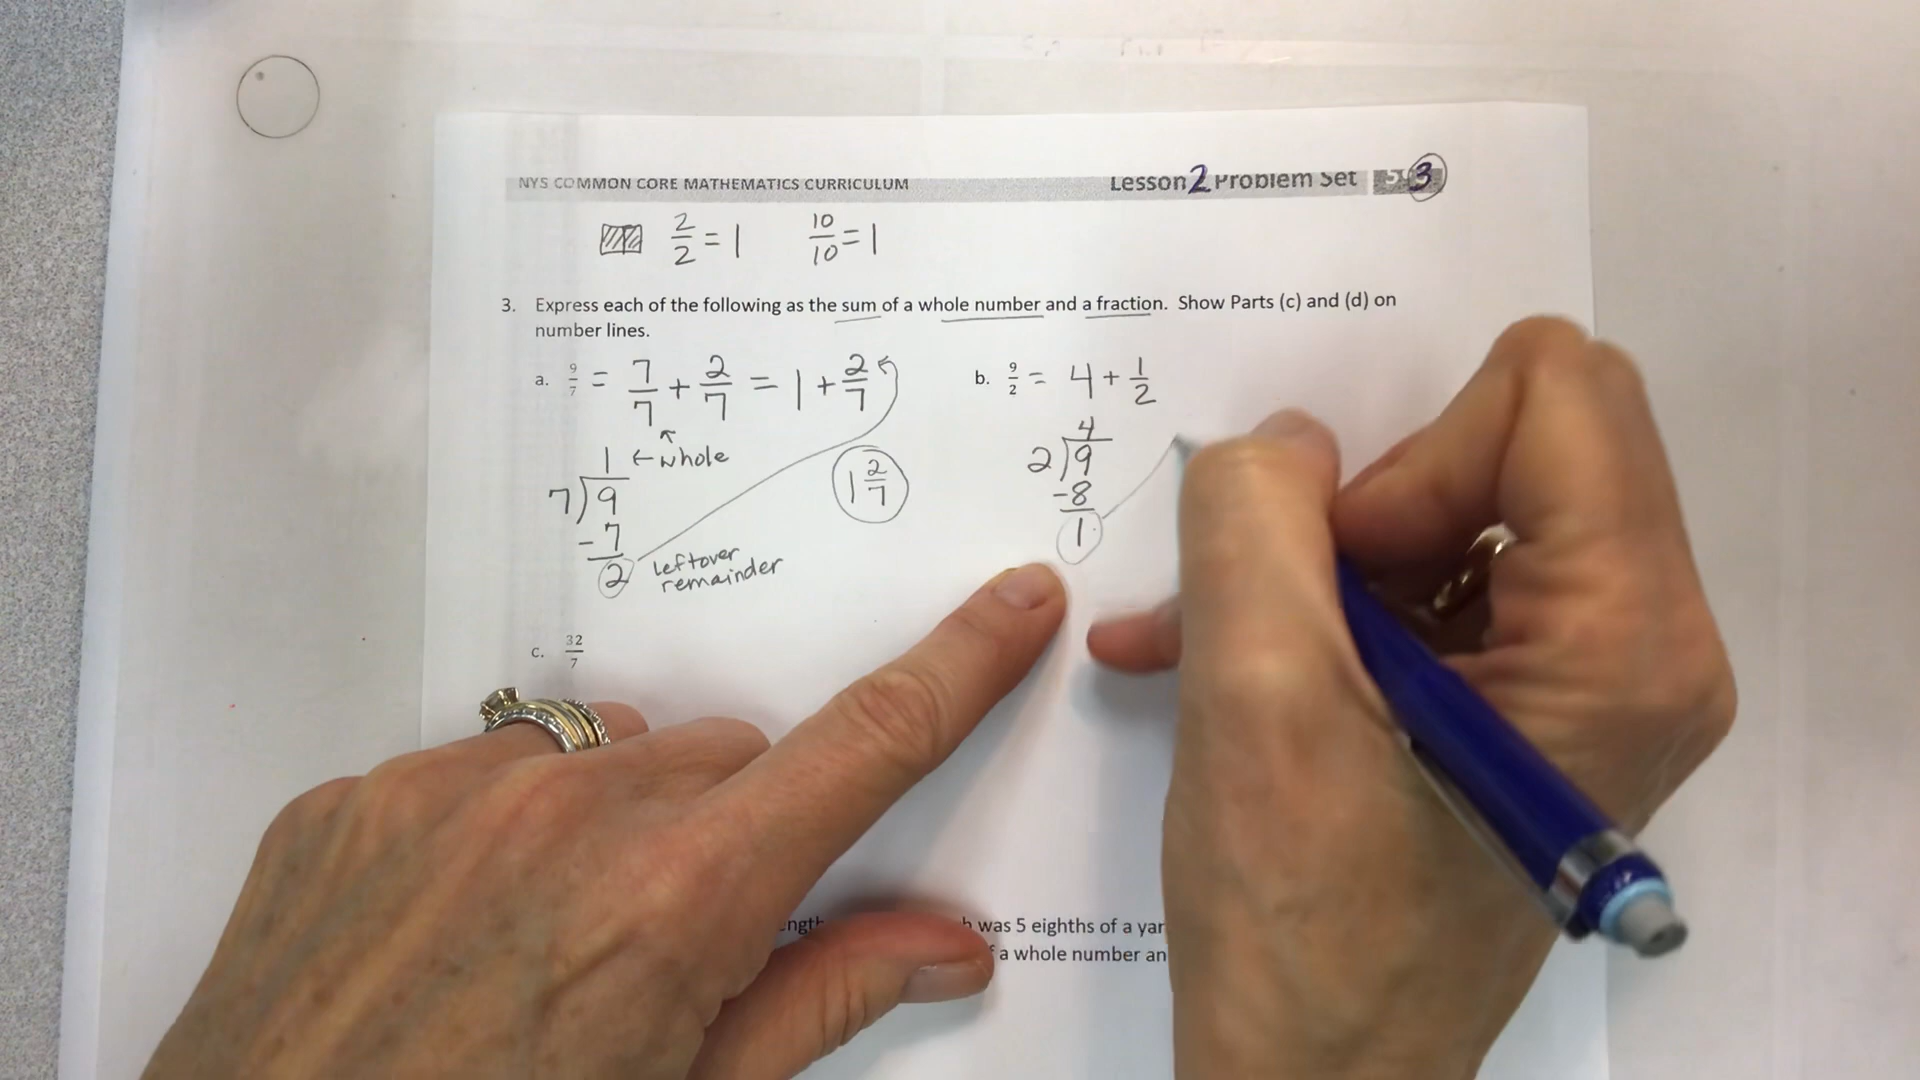 NYS COMMON CORE MATHEMATICS CURRICULUM Lesson 2 Problem Set 5•3
2/2 = 1 10/10 = 1
3. Express each of the following as the sum of a whole number and a fraction. Show Parts (c) and (d) on
number lines.
a. 9/7 = 7/7 + 2/7 = 1 + 2/7
1 ← whole
7)9
-7
2 leftover
remainder
1 2/7
b. 9/2 = 4 + 1/2
4
2)9
-8
1
c. 32/7
was 5 eighths of a
a whole number